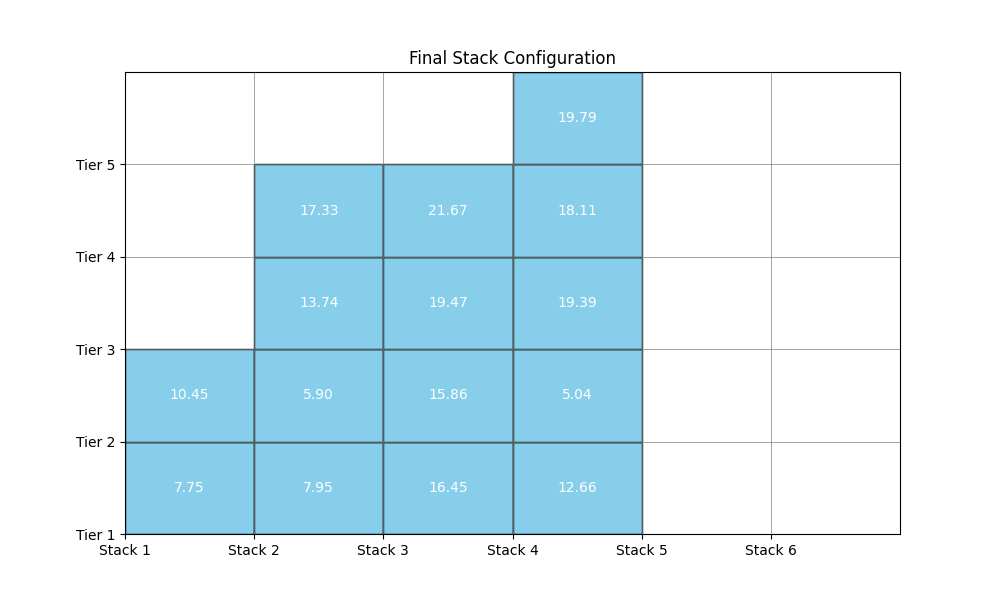 Final Stack Configuration
19.79
Tier 5
17.33 21.67 18.11
Tier 4
13.74 19.47 19.39
Tier 3
10.45 5.90 15.86 5.04
Tier 2
7.75 7.95 16.45 12.66
Tier 1
Stack 1 Stack 2 Stack 3 Stack 4 Stack 5 Stack 6